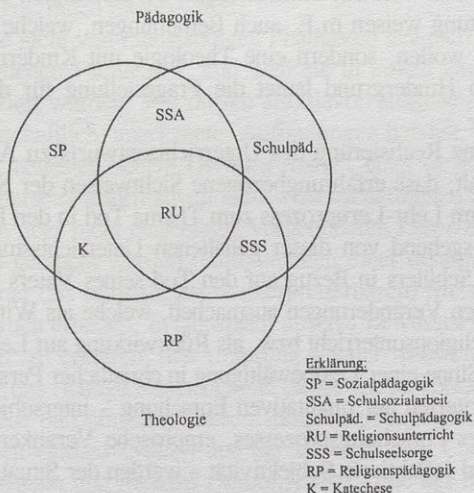 Pädagogik
SSA
SP
Schulpäd.
RU
K
SSS
RP
Theologie
Erklärung:
SP = Sozialpädagogik
SSA = Schulsozialarbeit
Schulpäd. = Schulpädagogik
RU = Religionsunterricht
SSS = Schulseelsorge
RP = Religionspädagogik
K = Katechese